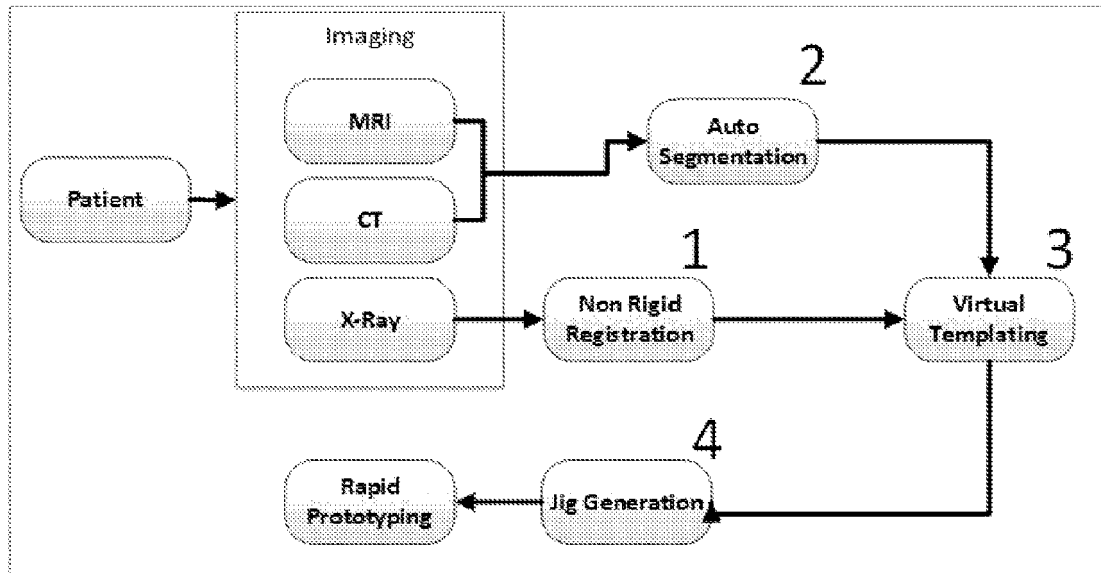 Imaging
MRI
CT
X-Ray
Patient
2
Auto
Segmentation
1
Non Rigid
Registration
3
Virtual
Templating
4
Jig Generation
Rapid
Prototyping